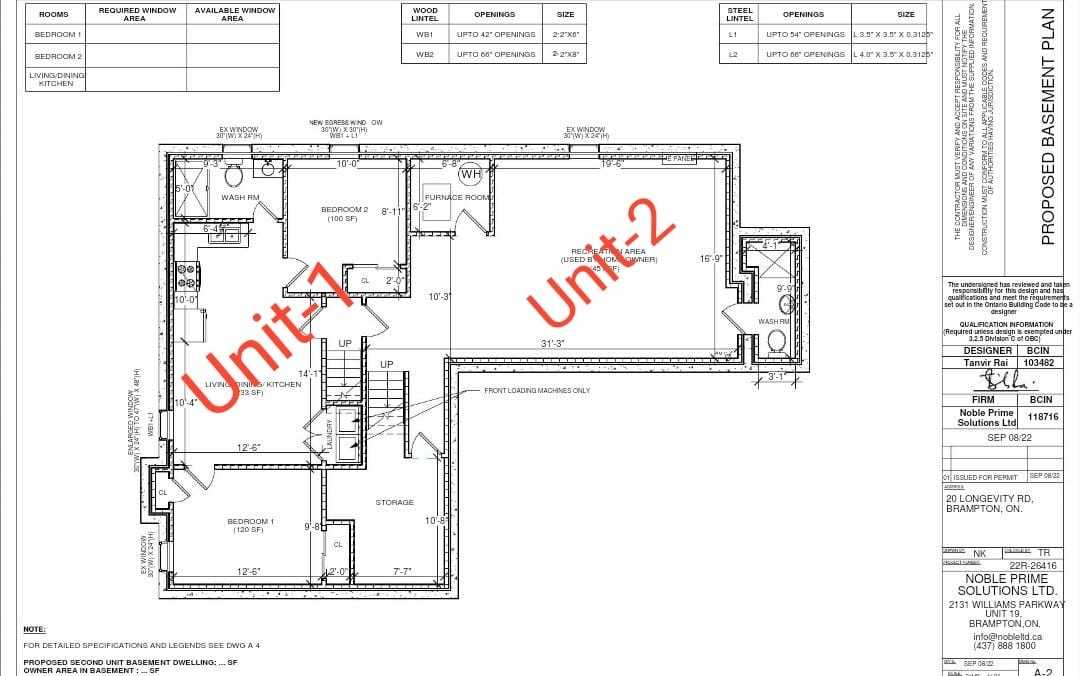 ROOMS REQUIRED WINDOW AREA AVAILABLE WINDOW AREA
BEDROOM 1
BEDROOM 2
LIVING/DINING/ KITCHEN
WOOD LINTEL OPENINGS SIZE
WB1 UPTO 42" OPENINGS 2-2"X6"
WB2 UPTO 66" OPENINGS 2-2"X8"
STEEL LINTEL OPENINGS SIZE
L1 UPTO 54" OPENINGS L 3.5" X 3.5" X 0.3125"
L2 UPTO 66" OPENINGS L 4.0" X 3.5" X 0.3125"
EX WINDOW
30"(W) X 24"(H)
NEW EGRESS WINDOW
30"(W) X 30"(H)
WB1 + L1
EX WINDOW
30"(W) X 24"(H)
9'-3"
10'-0"
6'-8"
19'-6"
E PANEL
WH
5'-0"
WASH RM
FURNACE ROOM
BEDROOM 2
(100 SF)
8'-11"
6'-2"
6'-4"
RECREATION AREA
(USED BY HOMEOWNER)
16'-9"
4'-1"
CL
2'-0"
9'-9"
10'-0"
10'-3"
Unit-1
Unit-2
WASH RM
UP
31'-3"
UP
14'-1"
3'-1"
LIVING/DINING/ KITCHEN
FRONT LOADING MACHINES ONLY
10'-4"
LAUNDRY
ENLARGED WINDOW
30"(W) X 24"(H) TO 47"(W) X 48"(H)
WB1+L1
12'-6"
CL
STORAGE
BEDROOM 1
(120 SF)
9'-8"
10'-8"
CL
EX WINDOW
30"(W) X 24"(H)
12'-6"
2'-0"
7'-7"
NOTE:
FOR DETAILED SPECIFICATIONS AND LEGENDS SEE DWG A 4
PROPOSED SECOND UNIT BASEMENT DWELLING: ... SF
OWNER AREA IN BASEMENT : ... SF
THE CONTRACTOR MUST VERIFY AND ACCEPT RESPONSIBILITY FOR ALL
DIMENSIONS AND CONDITIONS ON SITE AND MUST NOTIFY THE
DESIGNER/ENGINEER OF ANY VARIATIONS FROM THE SUPPLIED INFORMATION.
CONSTRUCTION MUST CONFORM TO ALL APPLICABLE CODES AND REQUIREMENT
OF AUTHORITIES HAVING JURISDICTION.
PROPOSED BASEMENT PLAN
The undersigned has reviewed and taken
responsibility for this design and has
qualifications and meet the requirements
set out in the Ontario Building Code to be a
designer
QUALIFICATION INFORMATION
(Required unless design is exempted under
3.2.5 Division C of OBC)
DESIGNER BCIN
Tanvir Rai 103482
FIRM BCIN
Noble Prime
Solutions Ltd 118716
SEP 08/22
01 ISSUED FOR PERMIT SEP 08/22
ADDRESS:
20 LONGEVITY RD,
BRAMPTON, ON.
DRAWN BY: NK CHECKED BY: TR
PROJECT NUMBER: 22R-26416
NOBLE PRIME
SOLUTIONS LTD.
2131 WILLIAMS PARKWAY
UNIT 19,
BRAMPTON,ON.
info@nobleltd.ca
(437) 888 1800
SEP 08/22
A-2